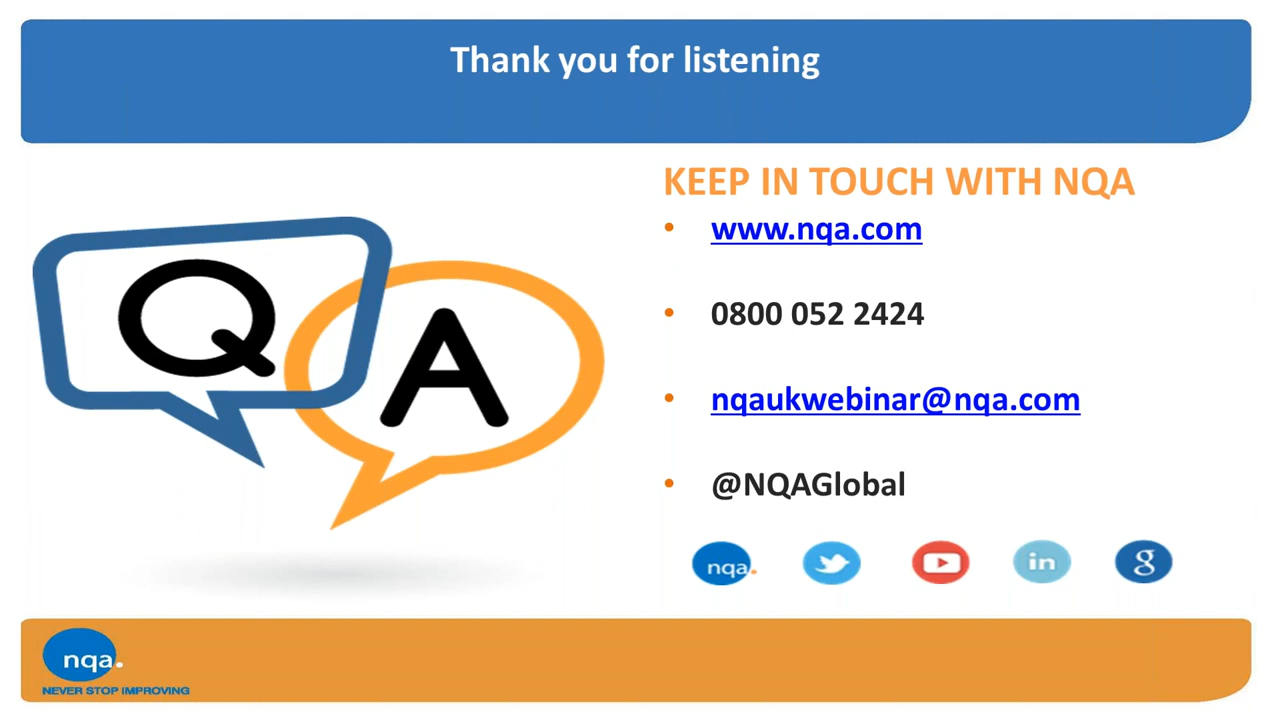 Thank you for listening
Q
A
KEEP IN TOUCH WITH NQA
• www.nqa.com
• 0800 052 2424
• nqaukwebinar@nqa.com
• @NQAGlobal
nqa. in g
nqa.
NEVER STOP IMPROVING